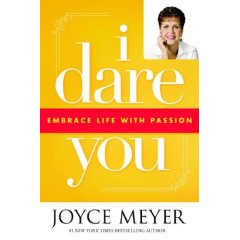 i
dare
EMBRACE LIFE WITH PASSION
you
JOYCE MEYER
#1 NEW YORK TIMES BESTSELLING AUTHOR